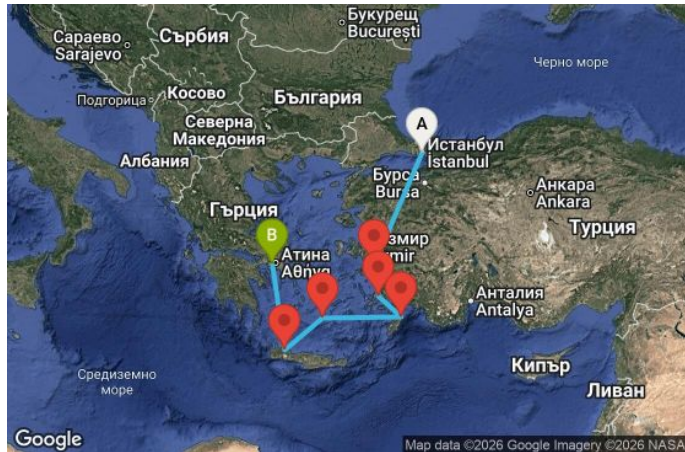 Букурещ
București
Сараево
Sarajevo
Сърбия
Черно море
Подгорица
Косово
България
Северна
Македония
A
Истанбул
İstanbul
Албания
Бурса
Bursa
Анкара
Ankara
Гърция
B
Турция
Атина
Αθήνα
Анталия
Antalya
Средиземно
море
Кипър
Ливан
Google
Map data ©2026 Google Imagery ©2026 NASA